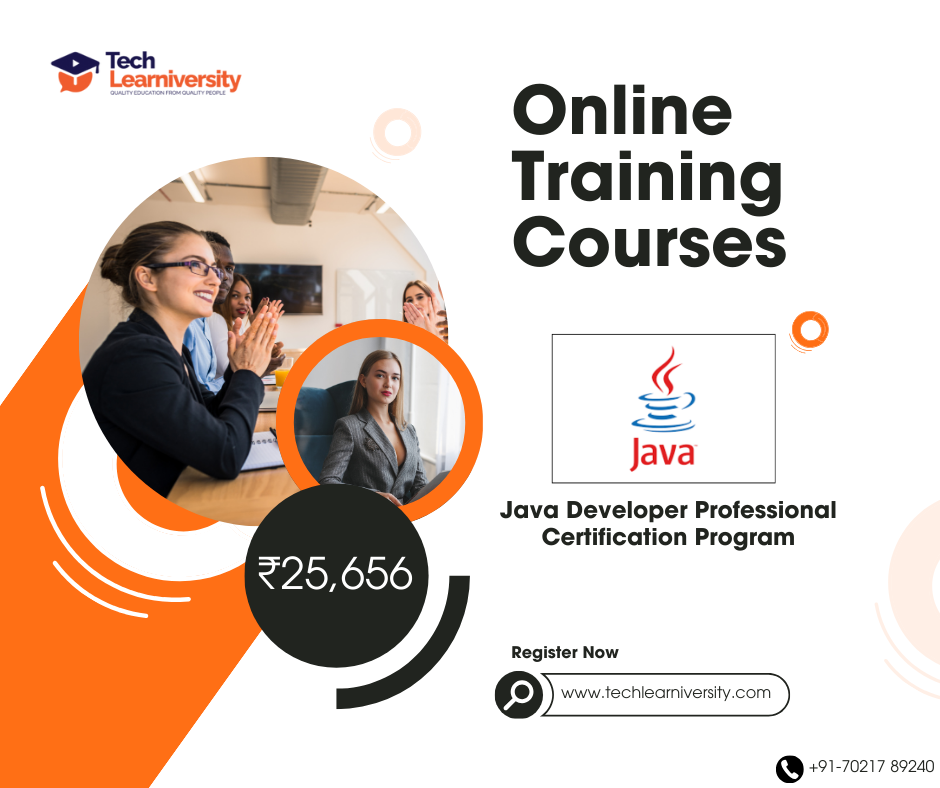 Tech
Learniversity
QUALITY EDUCATION FROM QUALITY PEOPLE
Online
Training
Courses
Java
Java Developer Professional
Certification Program
₹25,656
Register Now
www.techlearniversity.com
+91-70217 89240